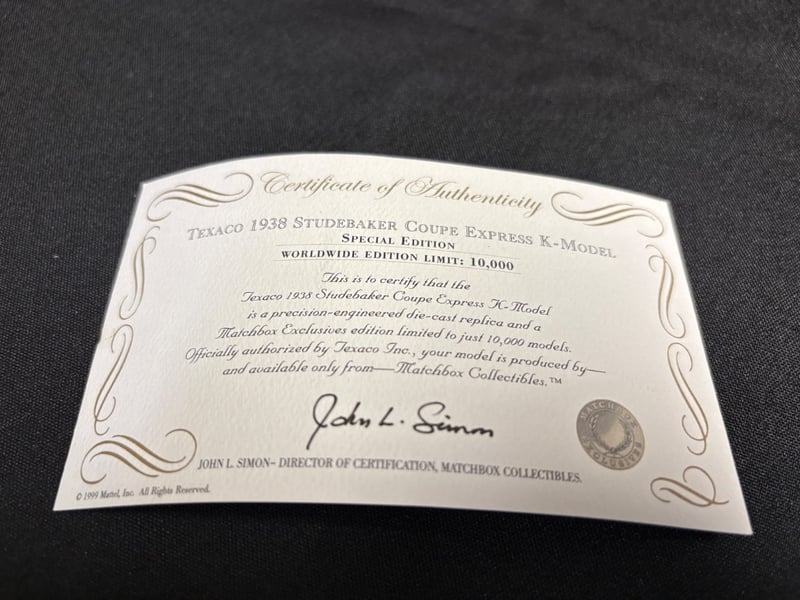 Certificate of Authenticity
TEXACO 1938 STUDEBAKER COUPE EXPRESS K-MODEL
SPECIAL EDITION
WORLDWIDE EDITION LIMIT: 10,000
This is to certify that the
Texaco 1938 Studebaker Coupe Express K-Model
is a precision-engineered die-cast replica and a
Matchbox Exclusives edition limited to just 10,000 models.
Officially authorized by Texaco Inc., your model is produced by—
and available only from—Matchbox Collectibles.™
John L. Simon
MATCHBOX
EXCLUSIVES
JOHN L. SIMON– DIRECTOR OF CERTIFICATION, MATCHBOX COLLECTIBLES.
© 1999 Mattel, Inc. All Rights Reserved.